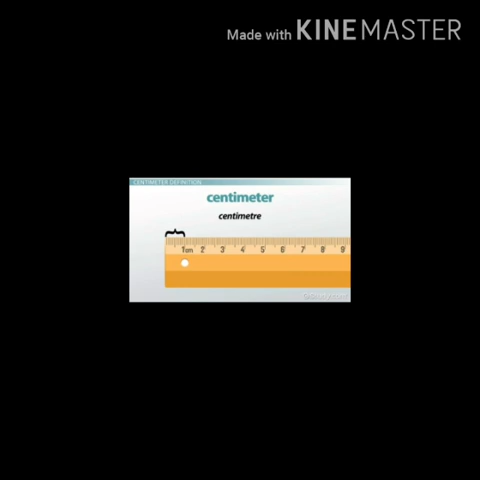 Made with KINEMASTER
CENTIMETER DEFINITION
centimeter
centimetre
1cm 2 3 4 5 6 7 8 9